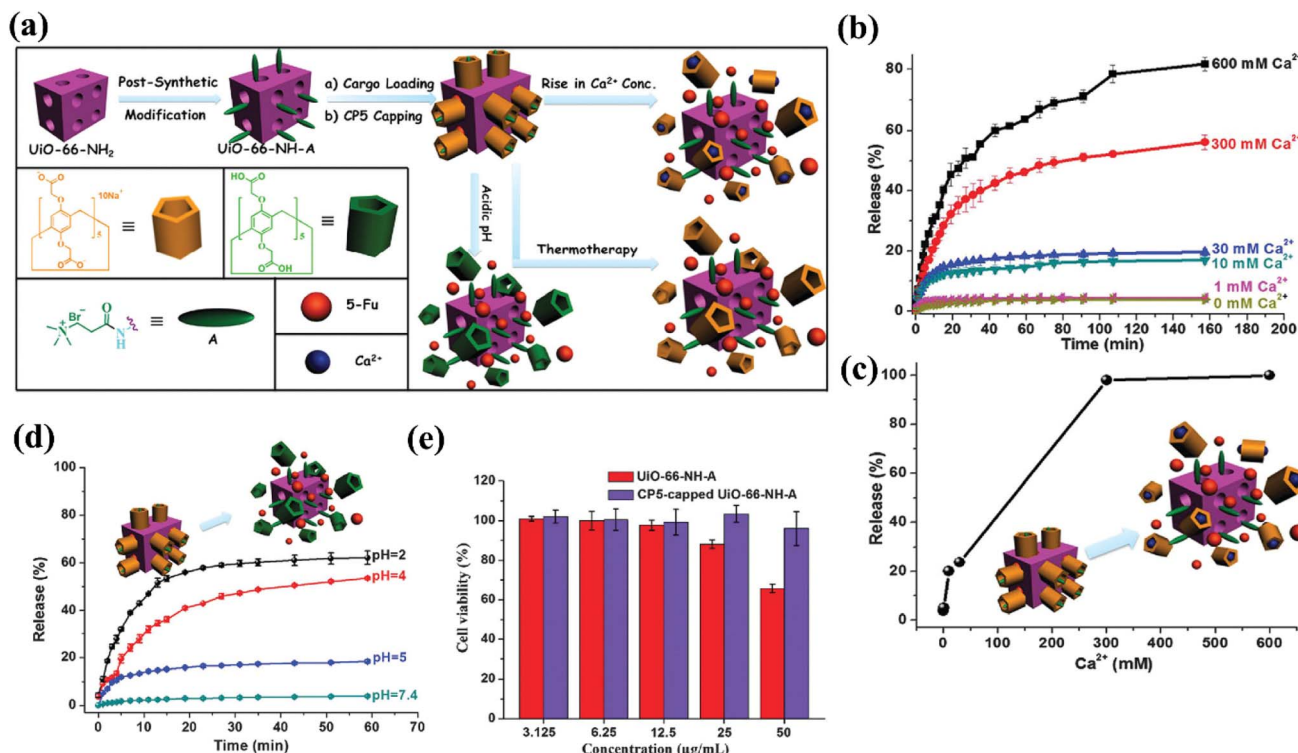 (a)
Post-Synthetic
Modification
a) Cargo Loading
b) CP5 Capping
Rise in Ca²⁺ Conc.
UiO-66-NH₂
UiO-66-NH-A
Acidic pH
Thermotherapy
⁻O
O
O
O
O
O⁻
5
10Na⁺
≡
HO
O
O
O
O
OH
5
≡
Br⁻
N⁺
O
N
H
≡
A
5-Fu
Ca²⁺
(b)
Release (%)
80
60
40
20
0
600 mM Ca²⁺
300 mM Ca²⁺
30 mM Ca²⁺
10 mM Ca²⁺
1 mM Ca²⁺
0 mM Ca²⁺
0 20 40 60 80 100 120 140 160 180 200
Time (min)
(c)
Release (%)
100
80
60
40
20
0
0 100 200 300 400 500 600
Ca²⁺ (mM)
(d)
Release (%)
100
80
60
40
20
0
pH=2
pH=4
pH=5
pH=7.4
0 10 20 30 40 50 60 70
Time (min)
(e)
Cell viability (%)
120
100
80
60
40
20
0
UiO-66-NH-A
CP5-capped UiO-66-NH-A
3.125 6.25 12.5 25 50
Concentration (μg/mL)